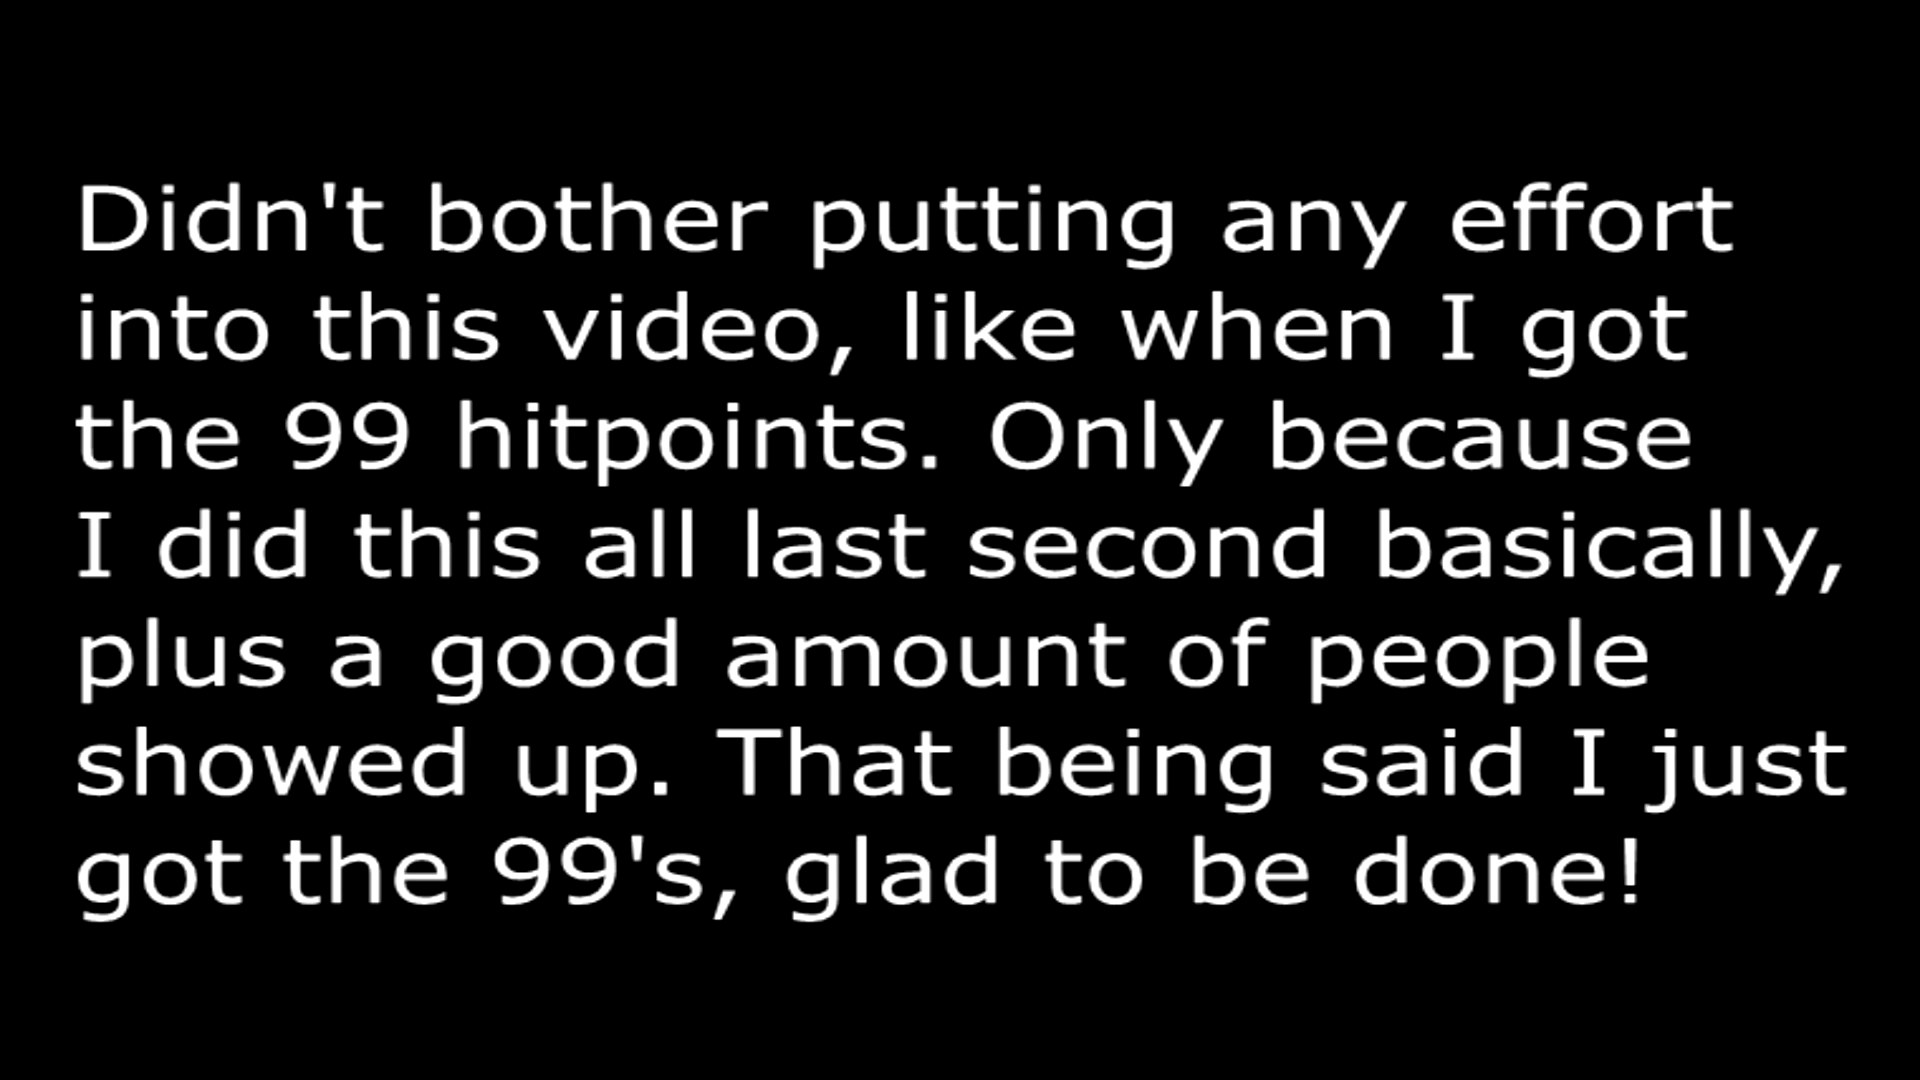 Didn't bother putting any effort
into this video, like when I got
the 99 hitpoints. Only because
I did this all last second basically,
plus a good amount of people
showed up. That being said I just
got the 99's, glad to be done!